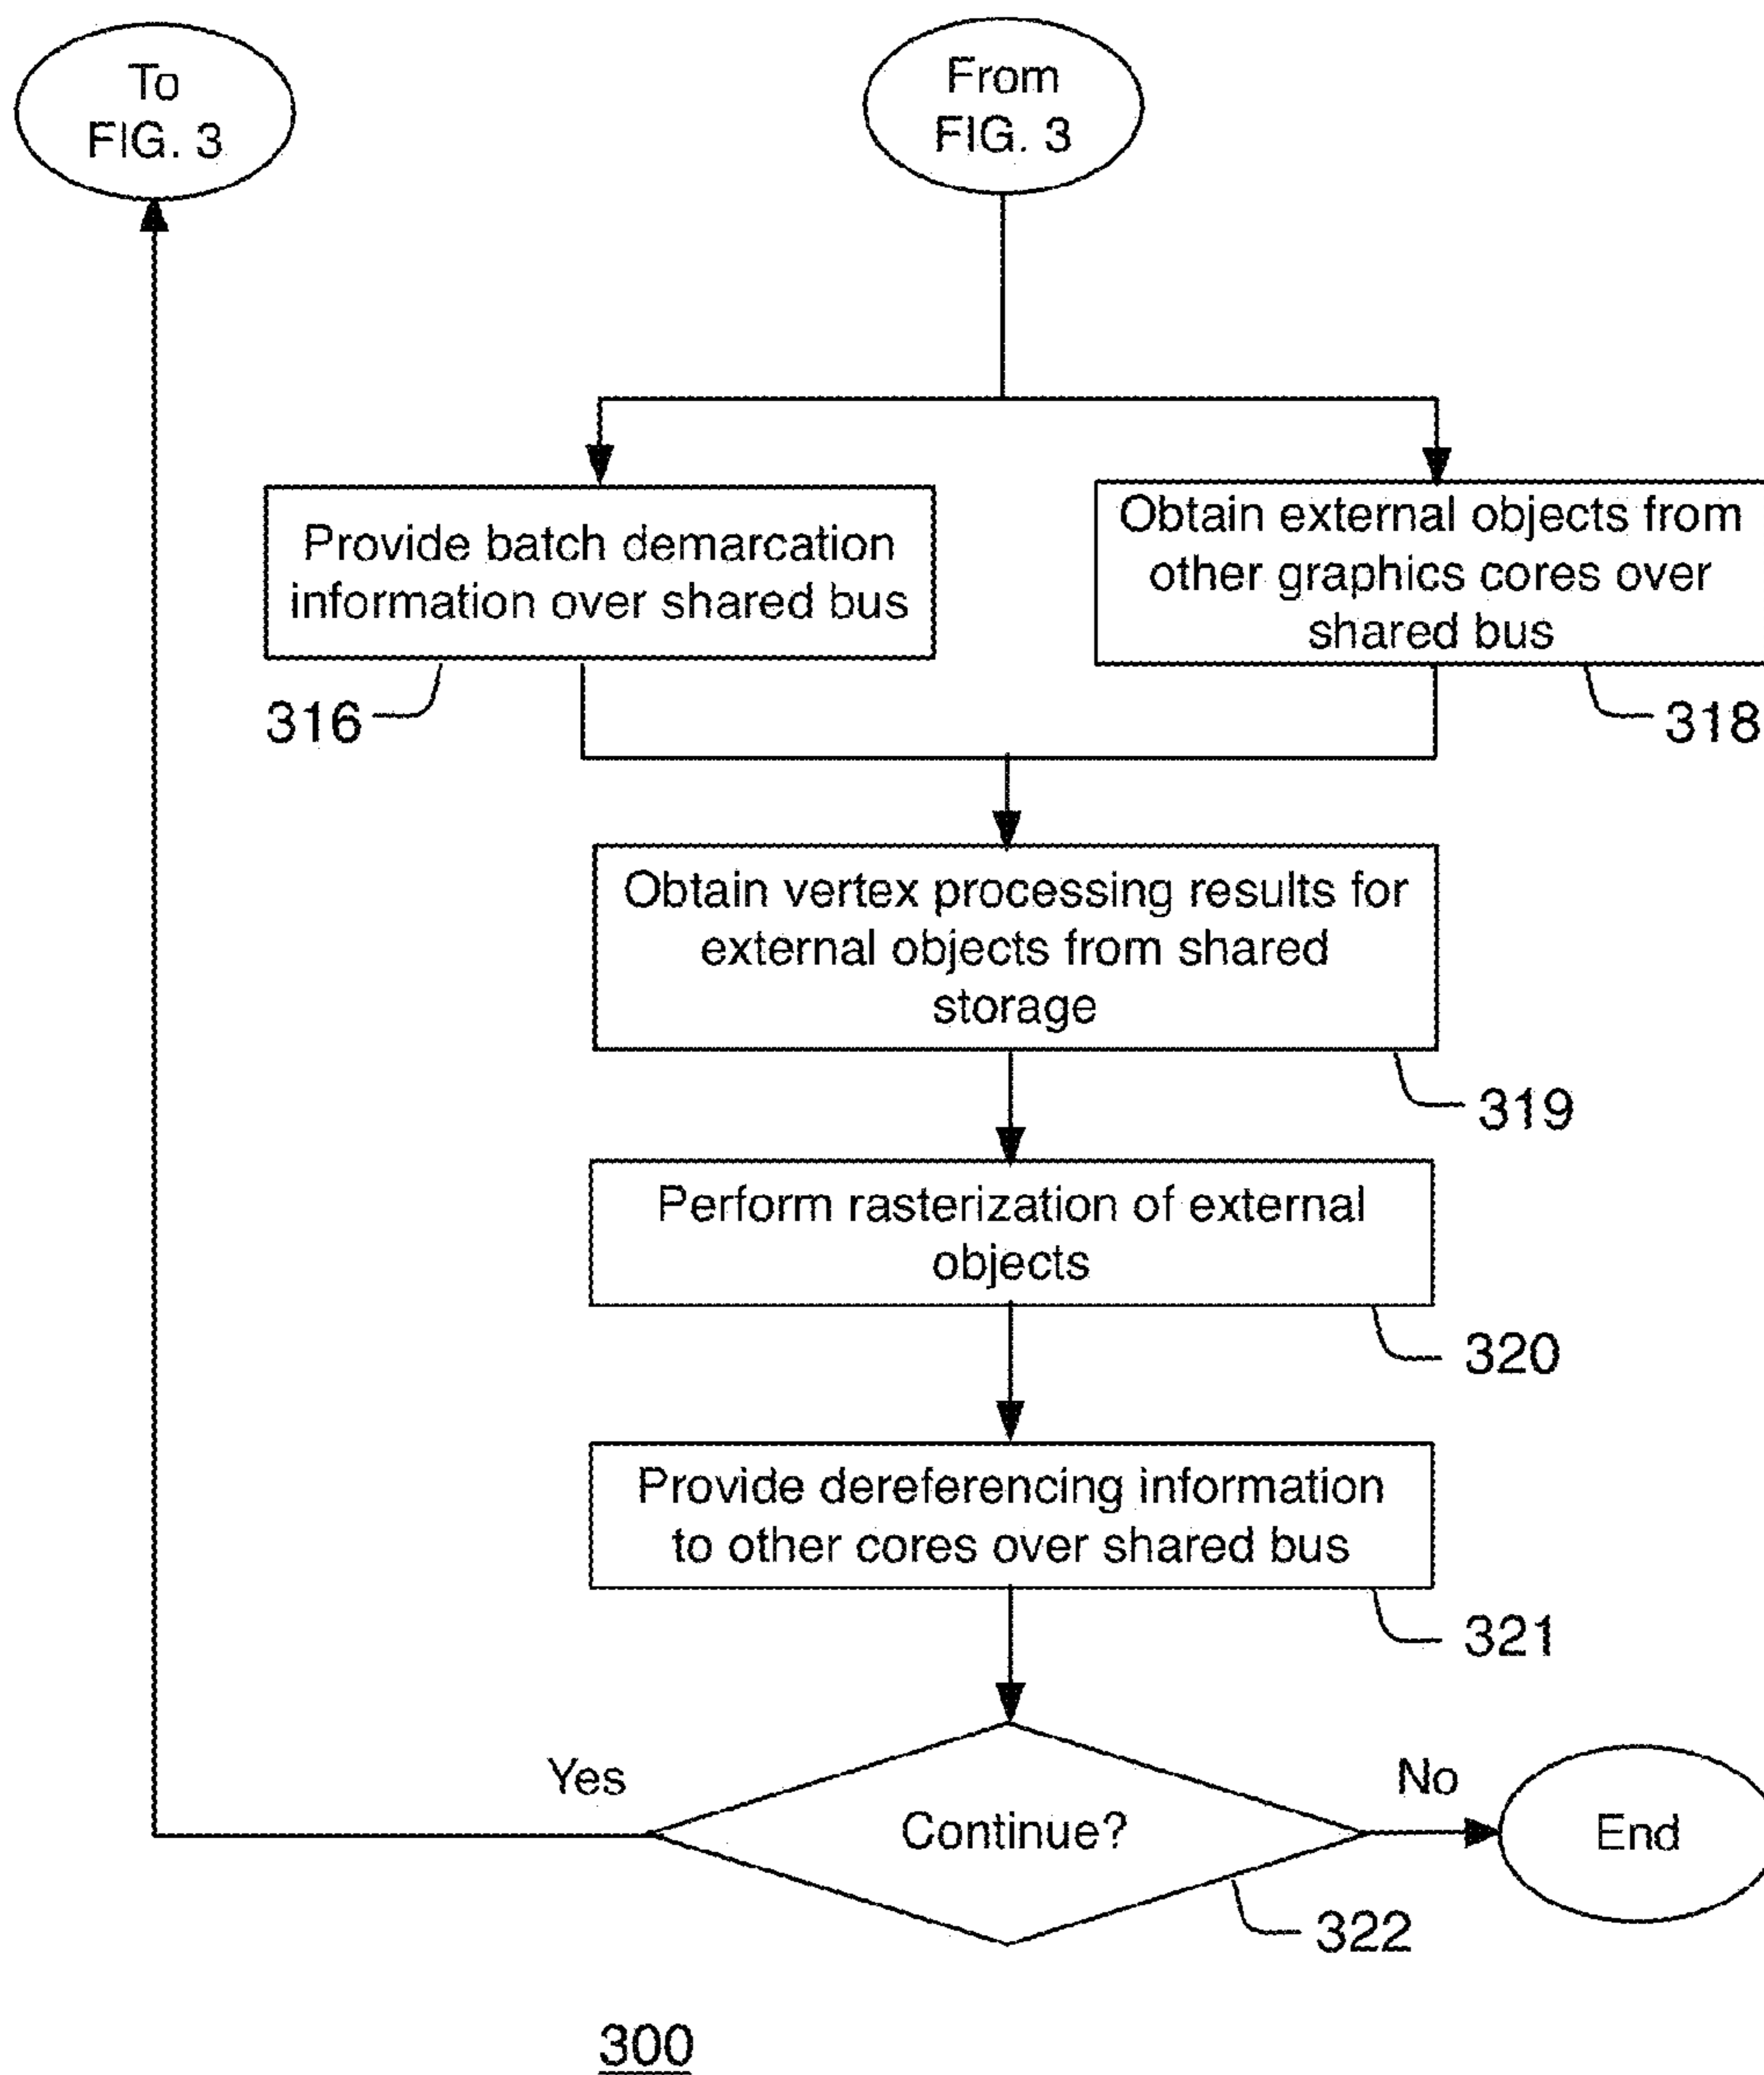 To
FIG. 3
From
FIG. 3
Provide batch demarcation
information over shared bus
316
Obtain external objects from
other graphics cores over
shared bus
318
Obtain vertex processing results for
external objects from shared
storage
319
Perform rasterization of external
objects
320
Provide dereferencing information
to other cores over shared bus
321
Yes
Continue?
No
End
322
300